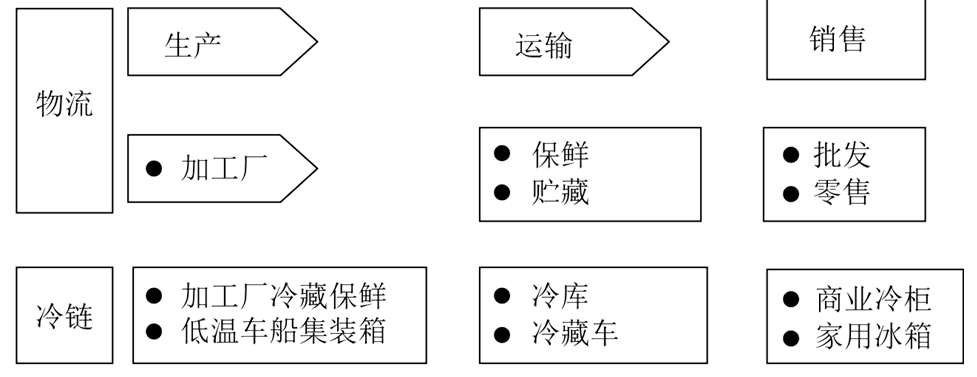 生产
运输
销售
物流
加工厂
保鲜
贮藏
批发
零售
冷链
加工厂冷藏保鲜
低温车船集装箱
冷库
冷藏车
商业冷柜
家用冰箱